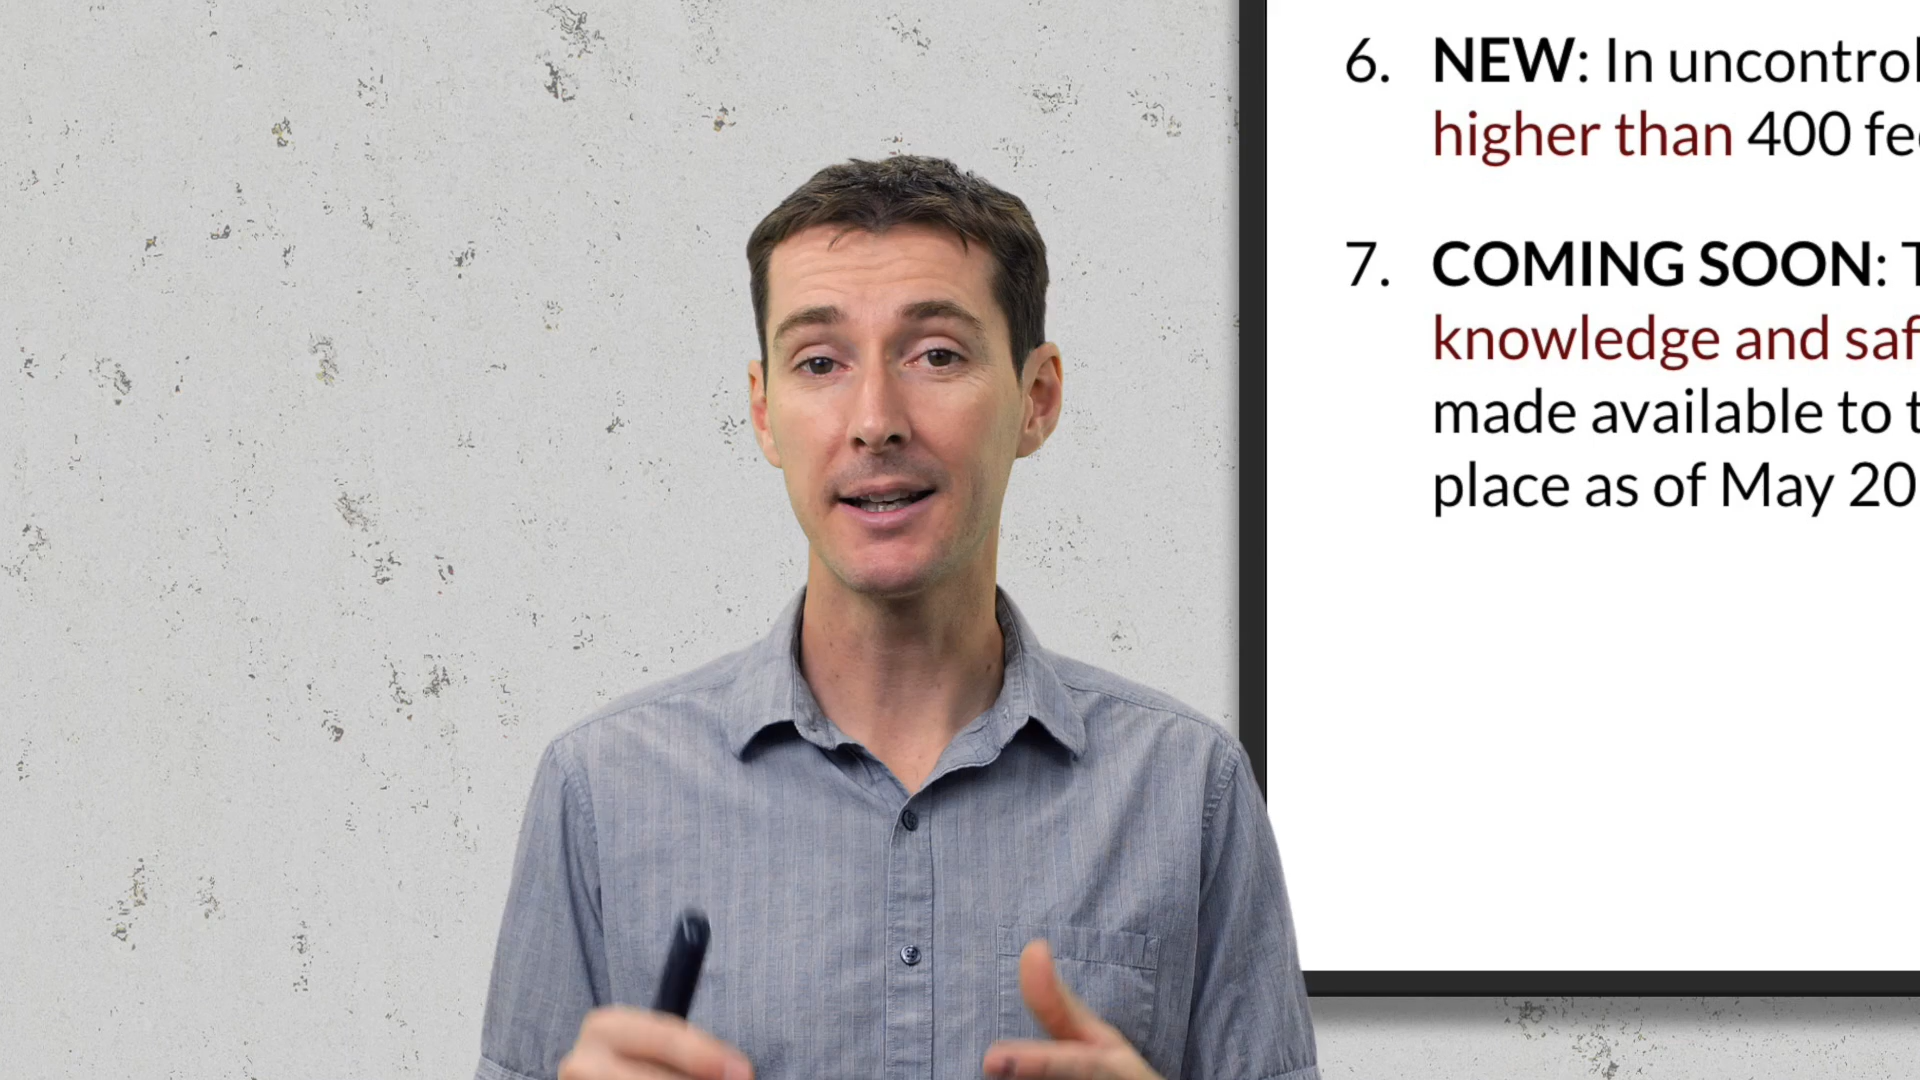 6. NEW: In uncontrol
higher than 400 fe
7. COMING SOON: T
knowledge and saf
made available to t
place as of May 20